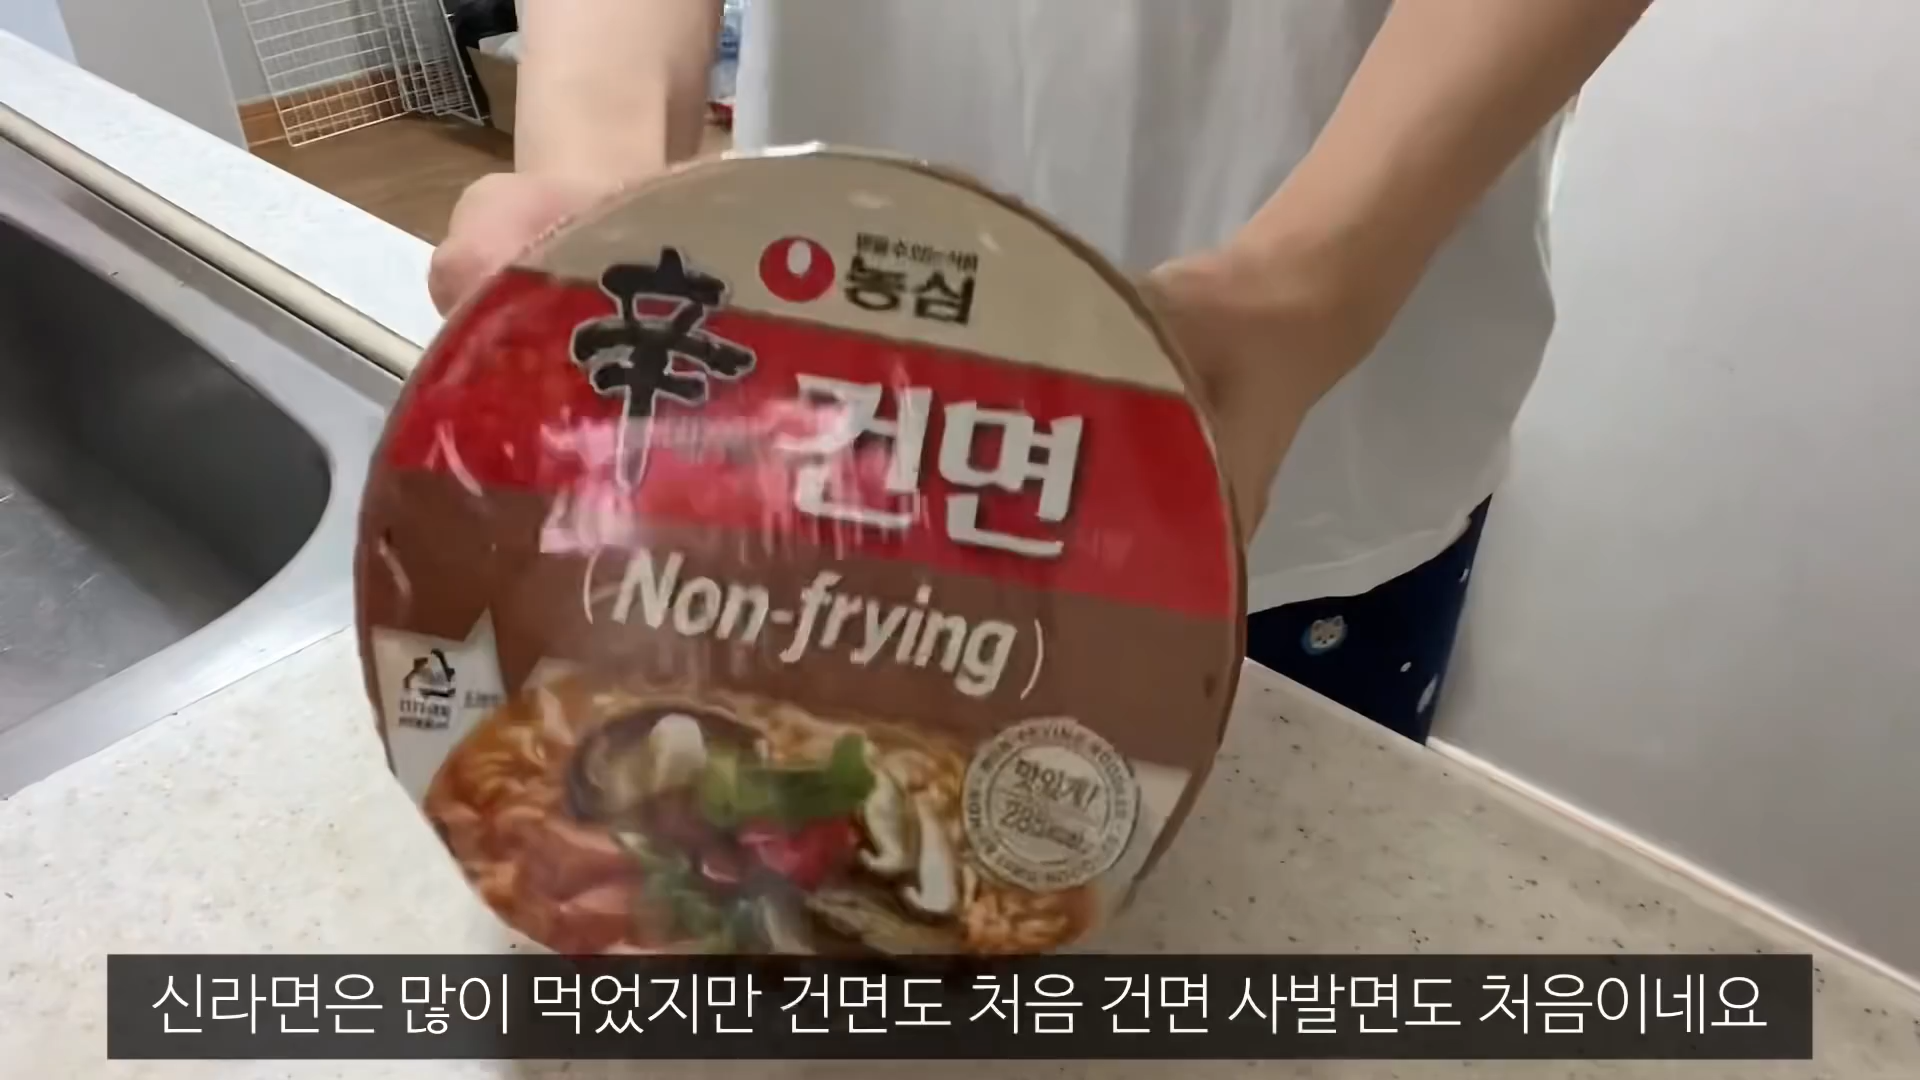 농심
辛
건면
(Non-frying)
맛있게!
신라면은 많이 먹었지만 건면도 처음 건면 사발면도 처음이네요